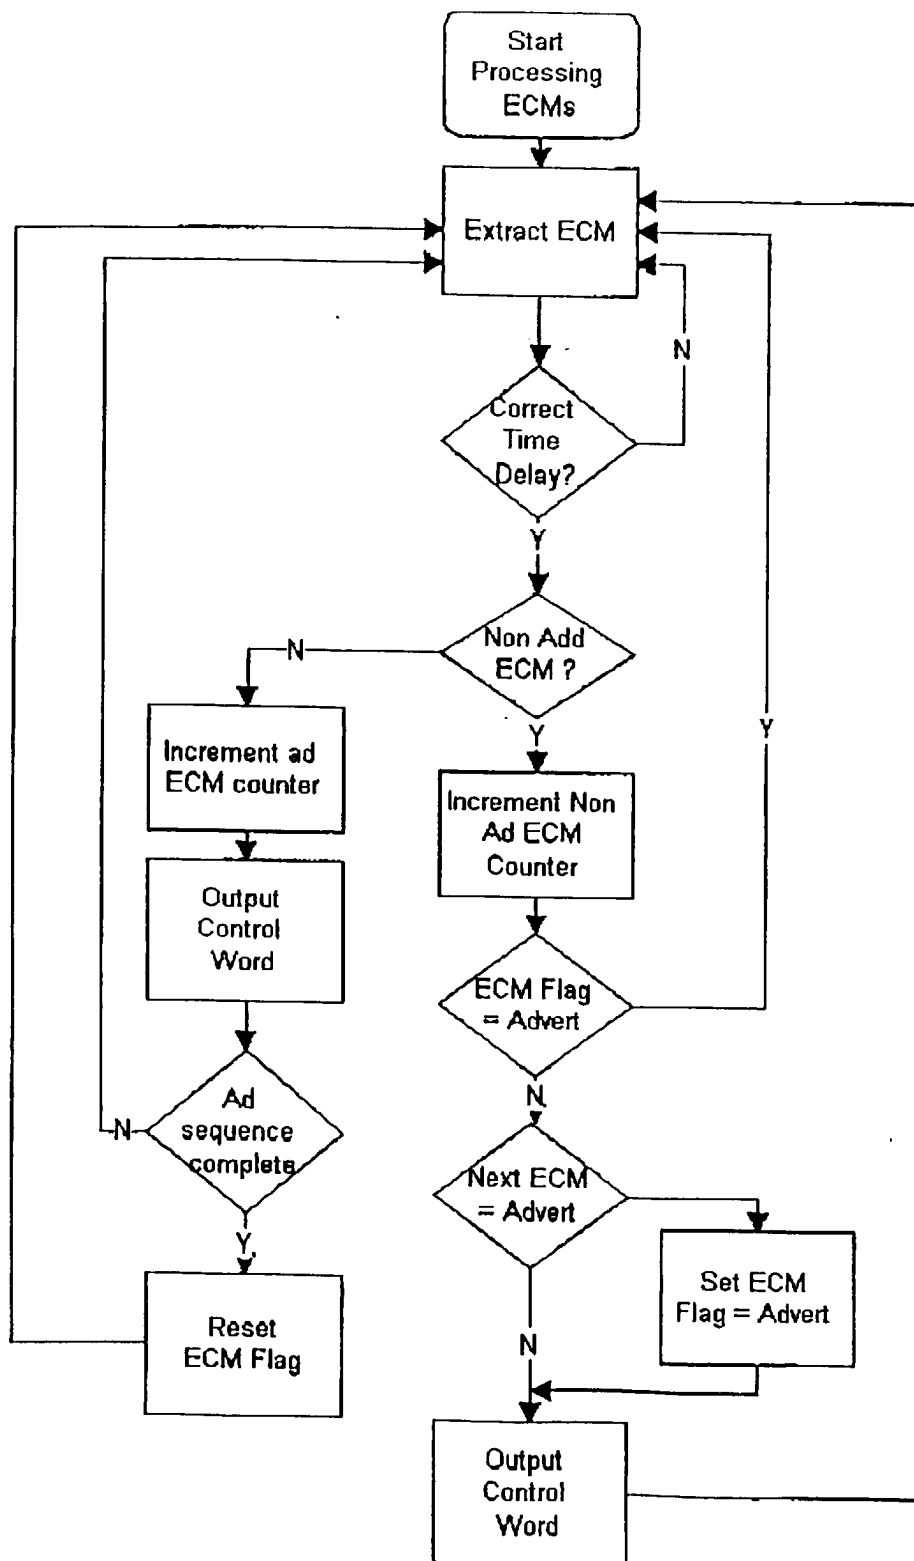 Start
Processing
ECMs
Extract ECM
N
Correct
Time
Delay?
Y
N
Non Add
ECM ?
Increment ad
ECM counter
Y
Y
Increment Non
Ad ECM
Counter
Output
Control
Word
ECM Flag
= Advert
N
Ad
sequence
complete
N
Next ECM
= Advert
Y
Set ECM
Flag = Advert
Reset
ECM Flag
N
Output
Control
Word